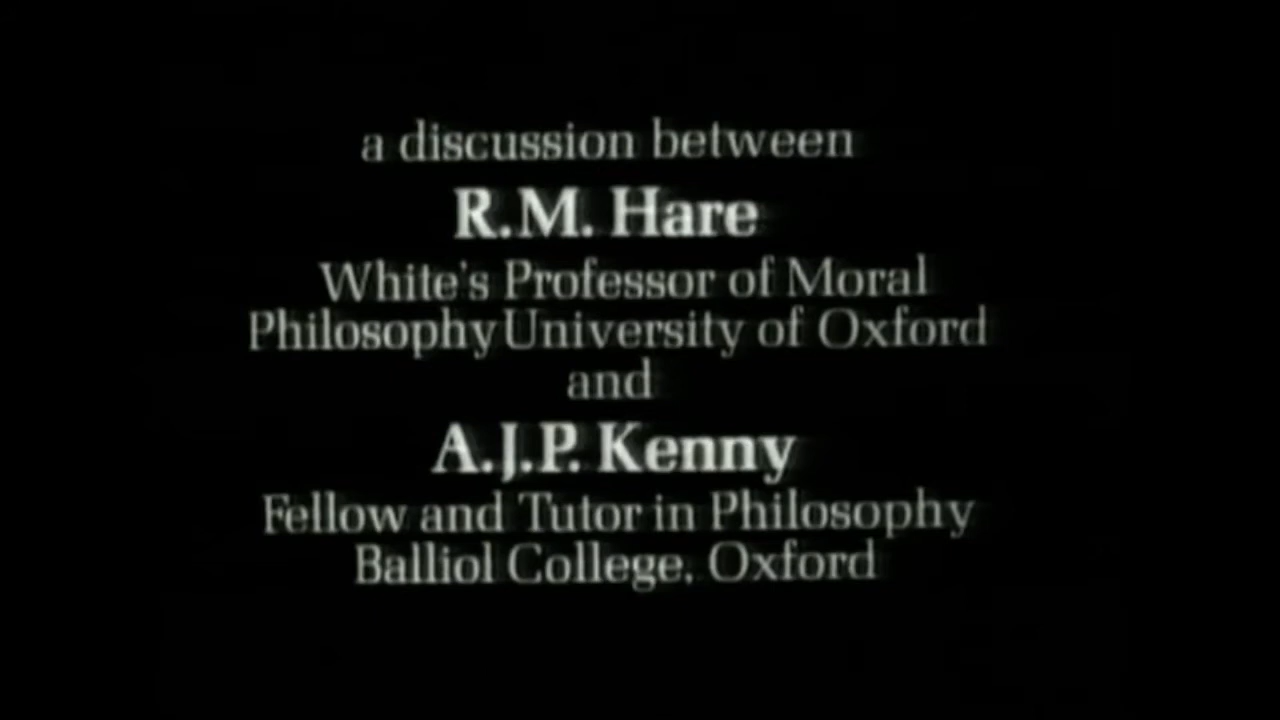 a discussion between
R.M. Hare
White's Professor of Moral
Philosophy University of Oxford
and
A.J.P. Kenny
Fellow and Tutor in Philosophy
Balliol College, Oxford